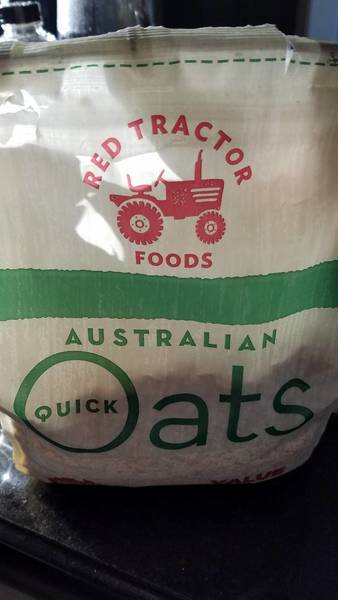 RED TRACTOR
FOODS
AUSTRALIAN
QUICK
Oats
VALUE